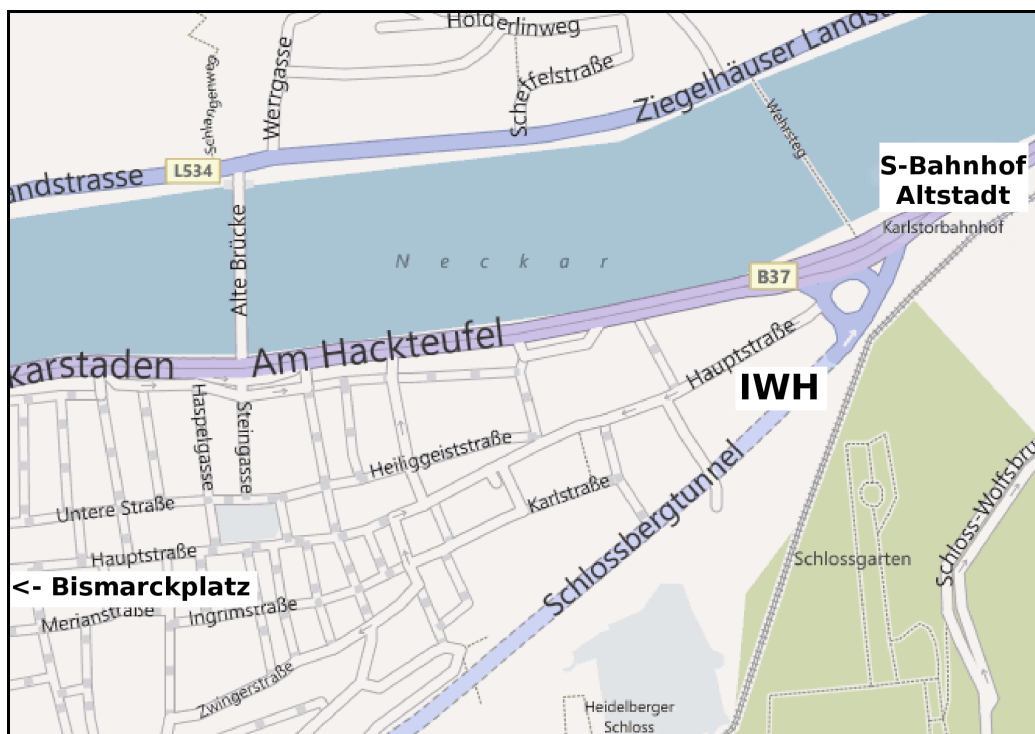 Hölderlinweg
Ziegelhäuser Landstr
Schlangenweg
Werrgasse
Scheffelstraße
Wehrsteg
andstrasse
L534
S-Bahnhof
Altstadt
Karlstorbahnhof
Alte Brücke
Neckar
B37
karstaden
Am Hackteufel
Hauptstraße
IWH
Haspelgasse
Steingasse
Heiliggeiststraße
Untere Straße
Karlstraße
Schlossbergtunnel
Schloss-Wolfsbru
Hauptstraße
Schlossgarten
<- Bismarckplatz
Merianstraße
Ingrimstraße
Zwingerstraße
Heidelberger
Schloss